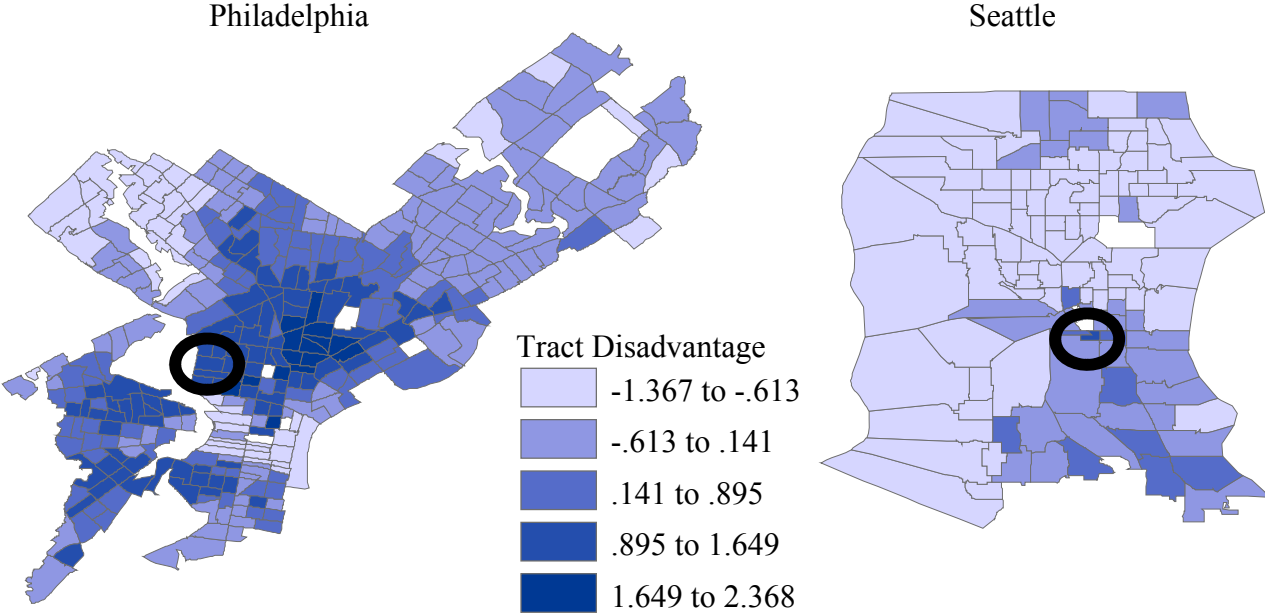 Philadelphia
Seattle
Tract Disadvantage
-1.367 to -.613
-.613 to .141
.141 to .895
.895 to 1.649
1.649 to 2.368